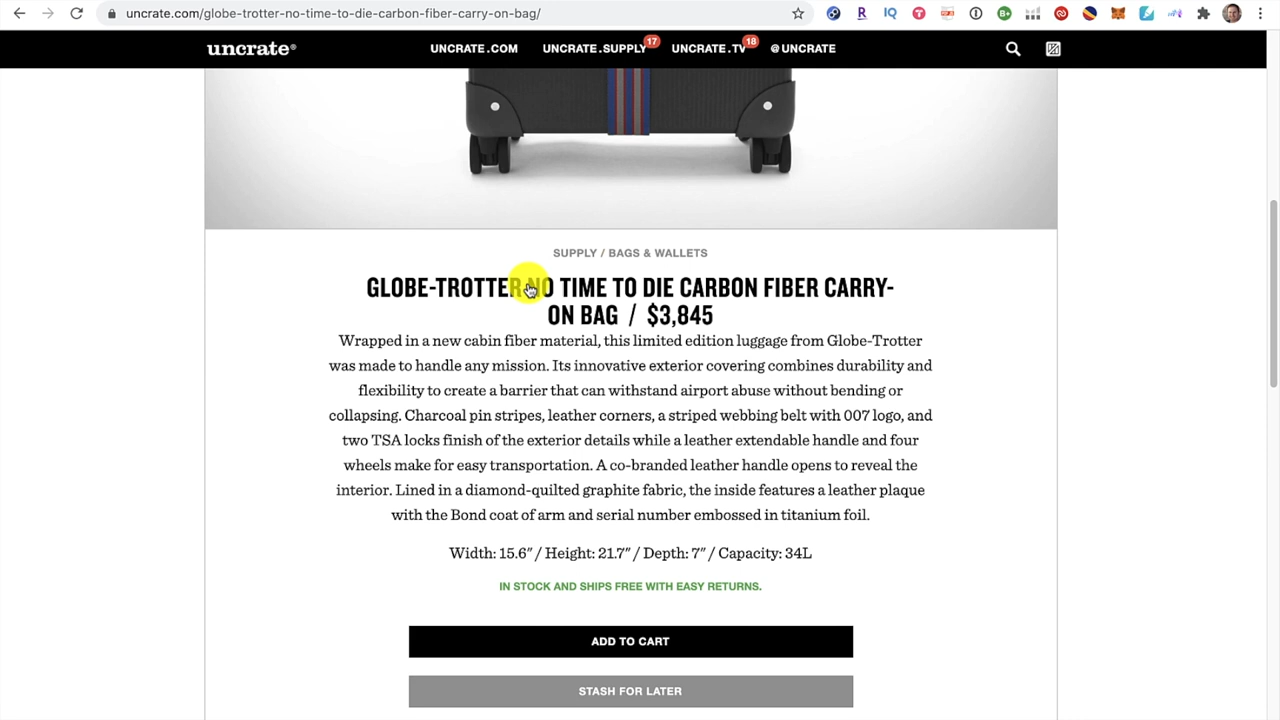 uncrate.com/globe-trotter-no-time-to-die-carbon-fiber-carry-on-bag/
uncrate® UNCRATE.COM UNCRATE.SUPPLY 17 UNCRATE.TV 18 @UNCRATE
SUPPLY / BAGS & WALLETS
GLOBE-TROTTER NO TIME TO DIE CARBON FIBER CARRY-
ON BAG / $3,845
Wrapped in a new cabin fiber material, this limited edition luggage from Globe-Trotter
was made to handle any mission. Its innovative exterior covering combines durability and
flexibility to create a barrier that can withstand airport abuse without bending or
collapsing. Charcoal pin stripes, leather corners, a striped webbing belt with 007 logo, and
two TSA locks finish of the exterior details while a leather extendable handle and four
wheels make for easy transportation. A co-branded leather handle opens to reveal the
interior. Lined in a diamond-quilted graphite fabric, the inside features a leather plaque
with the Bond coat of arm and serial number embossed in titanium foil.
Width: 15.6″ / Height: 21.7″ / Depth: 7″ / Capacity: 34L
IN STOCK AND SHIPS FREE WITH EASY RETURNS.
ADD TO CART
STASH FOR LATER